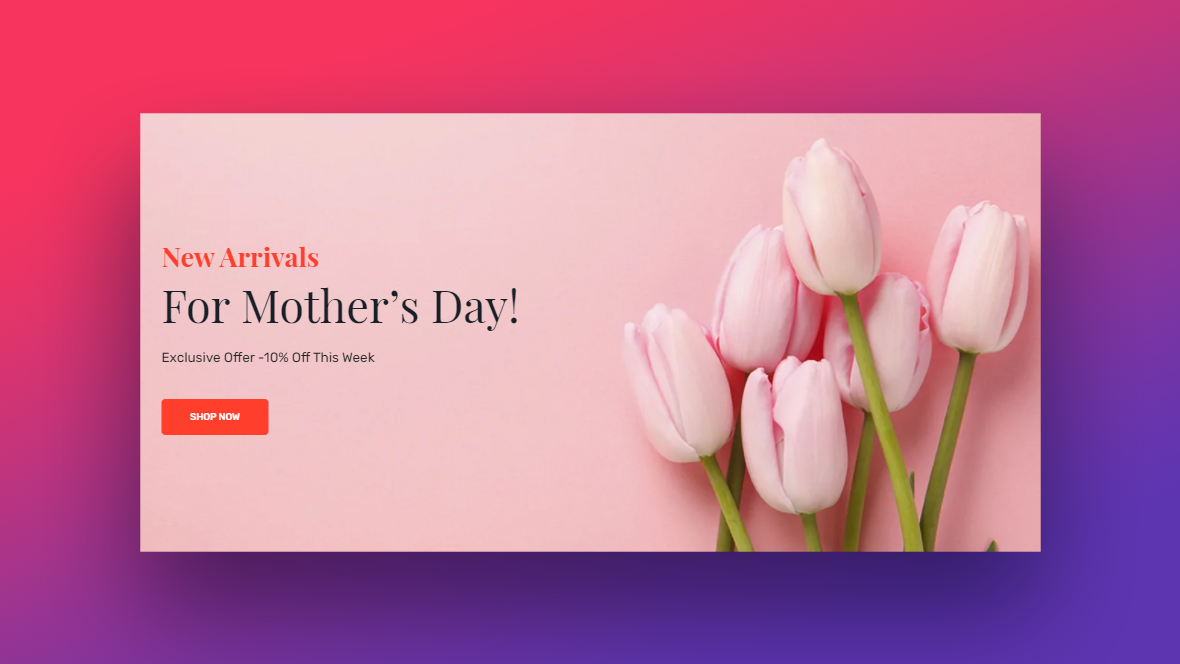 New Arrivals
For Mother’s Day!
Exclusive Offer -10% Off This Week
SHOP NOW